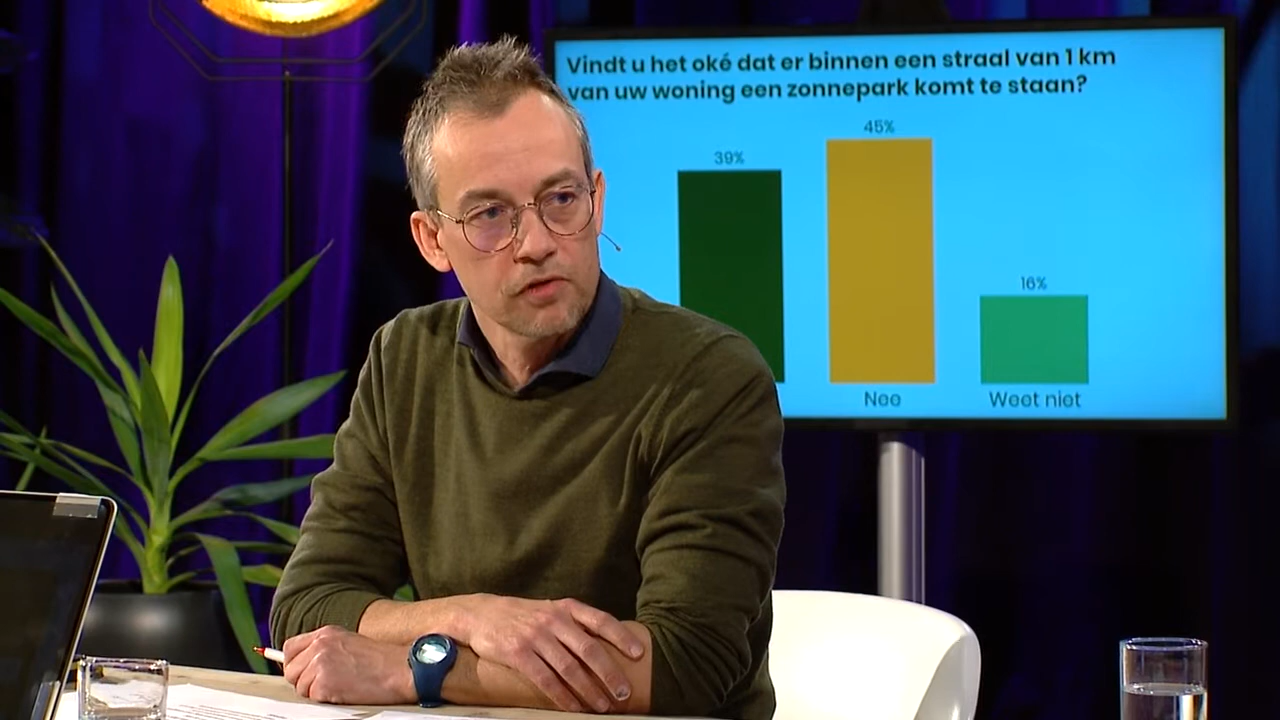 Vindt u het oké dat er binnen een straal van 1 km
van uw woning een zonnepark komt te staan?
39%
45%
16%
Nee
Weet niet